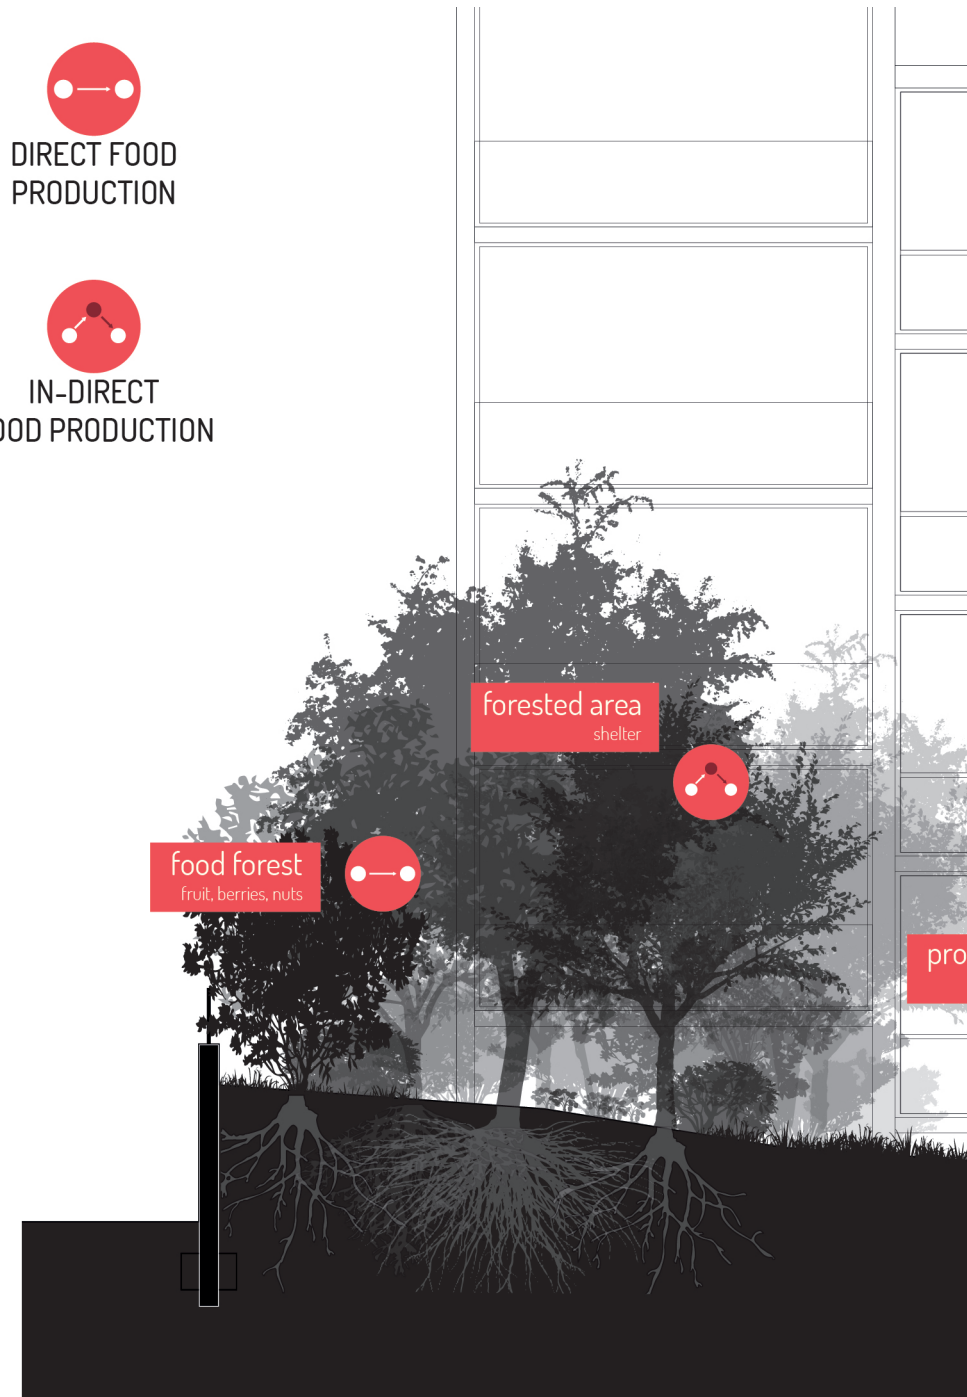 DIRECT FOOD
PRODUCTION
IN-DIRECT
OOD PRODUCTION
forested area
shelter
food forest
fruit, berries, nuts
pro